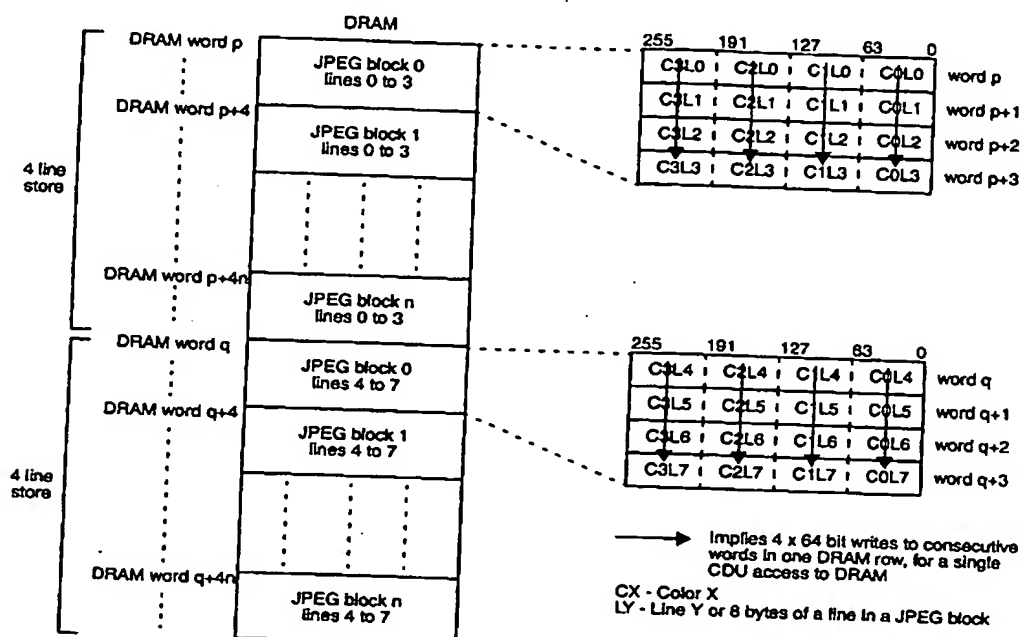 DRAM
DRAM word p
JPEG block 0
lines 0 to 3
DRAM word p+4
JPEG block 1
lines 0 to 3
4 line
store
DRAM word p+4n
JPEG block n
lines 0 to 3
DRAM word q
JPEG block 0
lines 4 to 7
DRAM word q+4
JPEG block 1
lines 4 to 7
4 line
store
DRAM word q+4n
JPEG block n
lines 4 to 7
255 191 127 63 0
C3L0 C2L0 C1L0 C0L0 word p
C3L1 C2L1 C1L1 C0L1 word p+1
C3L2 C2L2 C1L2 C0L2 word p+2
C3L3 C2L3 C1L3 C0L3 word p+3
255 191 127 63 0
C3L4 C2L4 C1L4 C0L4 word q
C3L5 C2L5 C1L5 C0L5 word q+1
C3L6 C2L6 C1L6 C0L6 word q+2
C3L7 C2L7 C1L7 C0L7 word q+3
Implies 4 x 64 bit writes to consecutive
words in one DRAM row, for a single
CDU access to DRAM
CX - Color X
LY - Line Y or 8 bytes of a line in a JPEG block